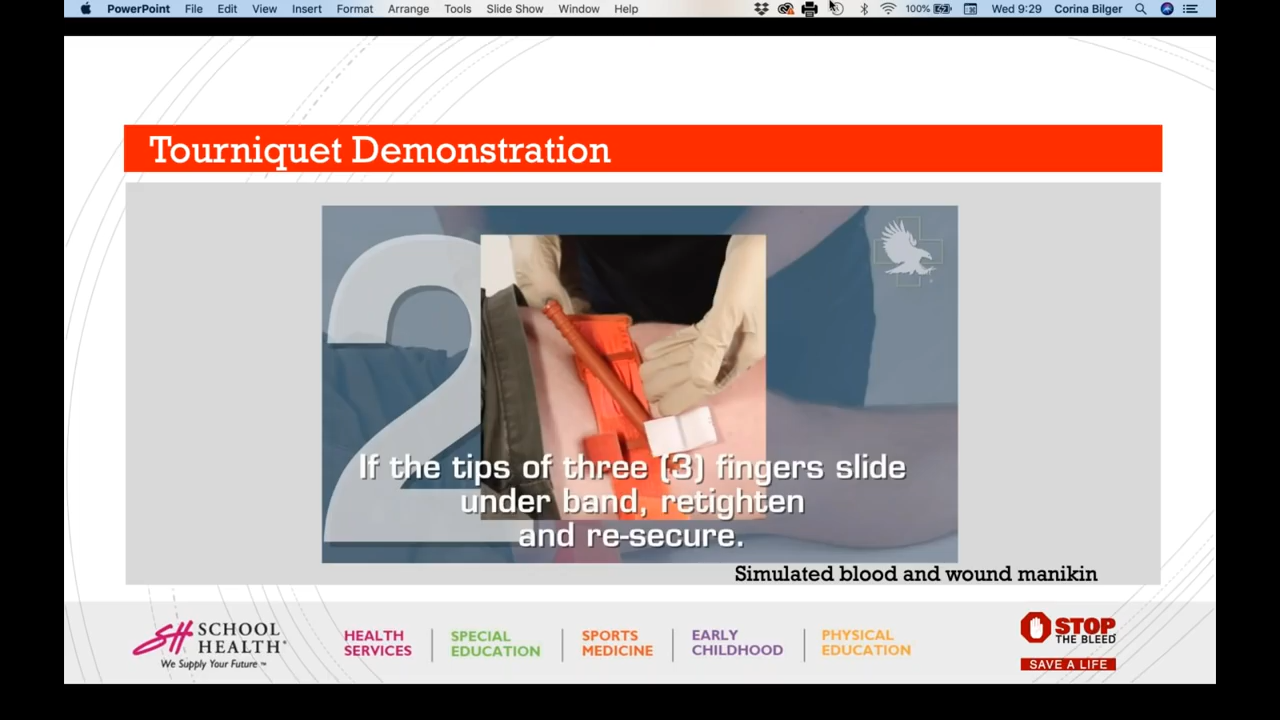 PowerPoint File Edit View Insert Format Arrange Tools Slide Show Window Help 100% Wed 9:29 Corina Bilger
Tourniquet Demonstration
2
If the tips of three (3) fingers slide
under band, retighten
and re-secure.
Simulated blood and wound manikin
SCHOOL
HEALTH
We Supply Your Future™
HEALTH
SERVICES
SPECIAL
EDUCATION
SPORTS
MEDICINE
EARLY
CHILDHOOD
PHYSICAL
EDUCATION
STOP
THE BLEED
SAVE A LIFE